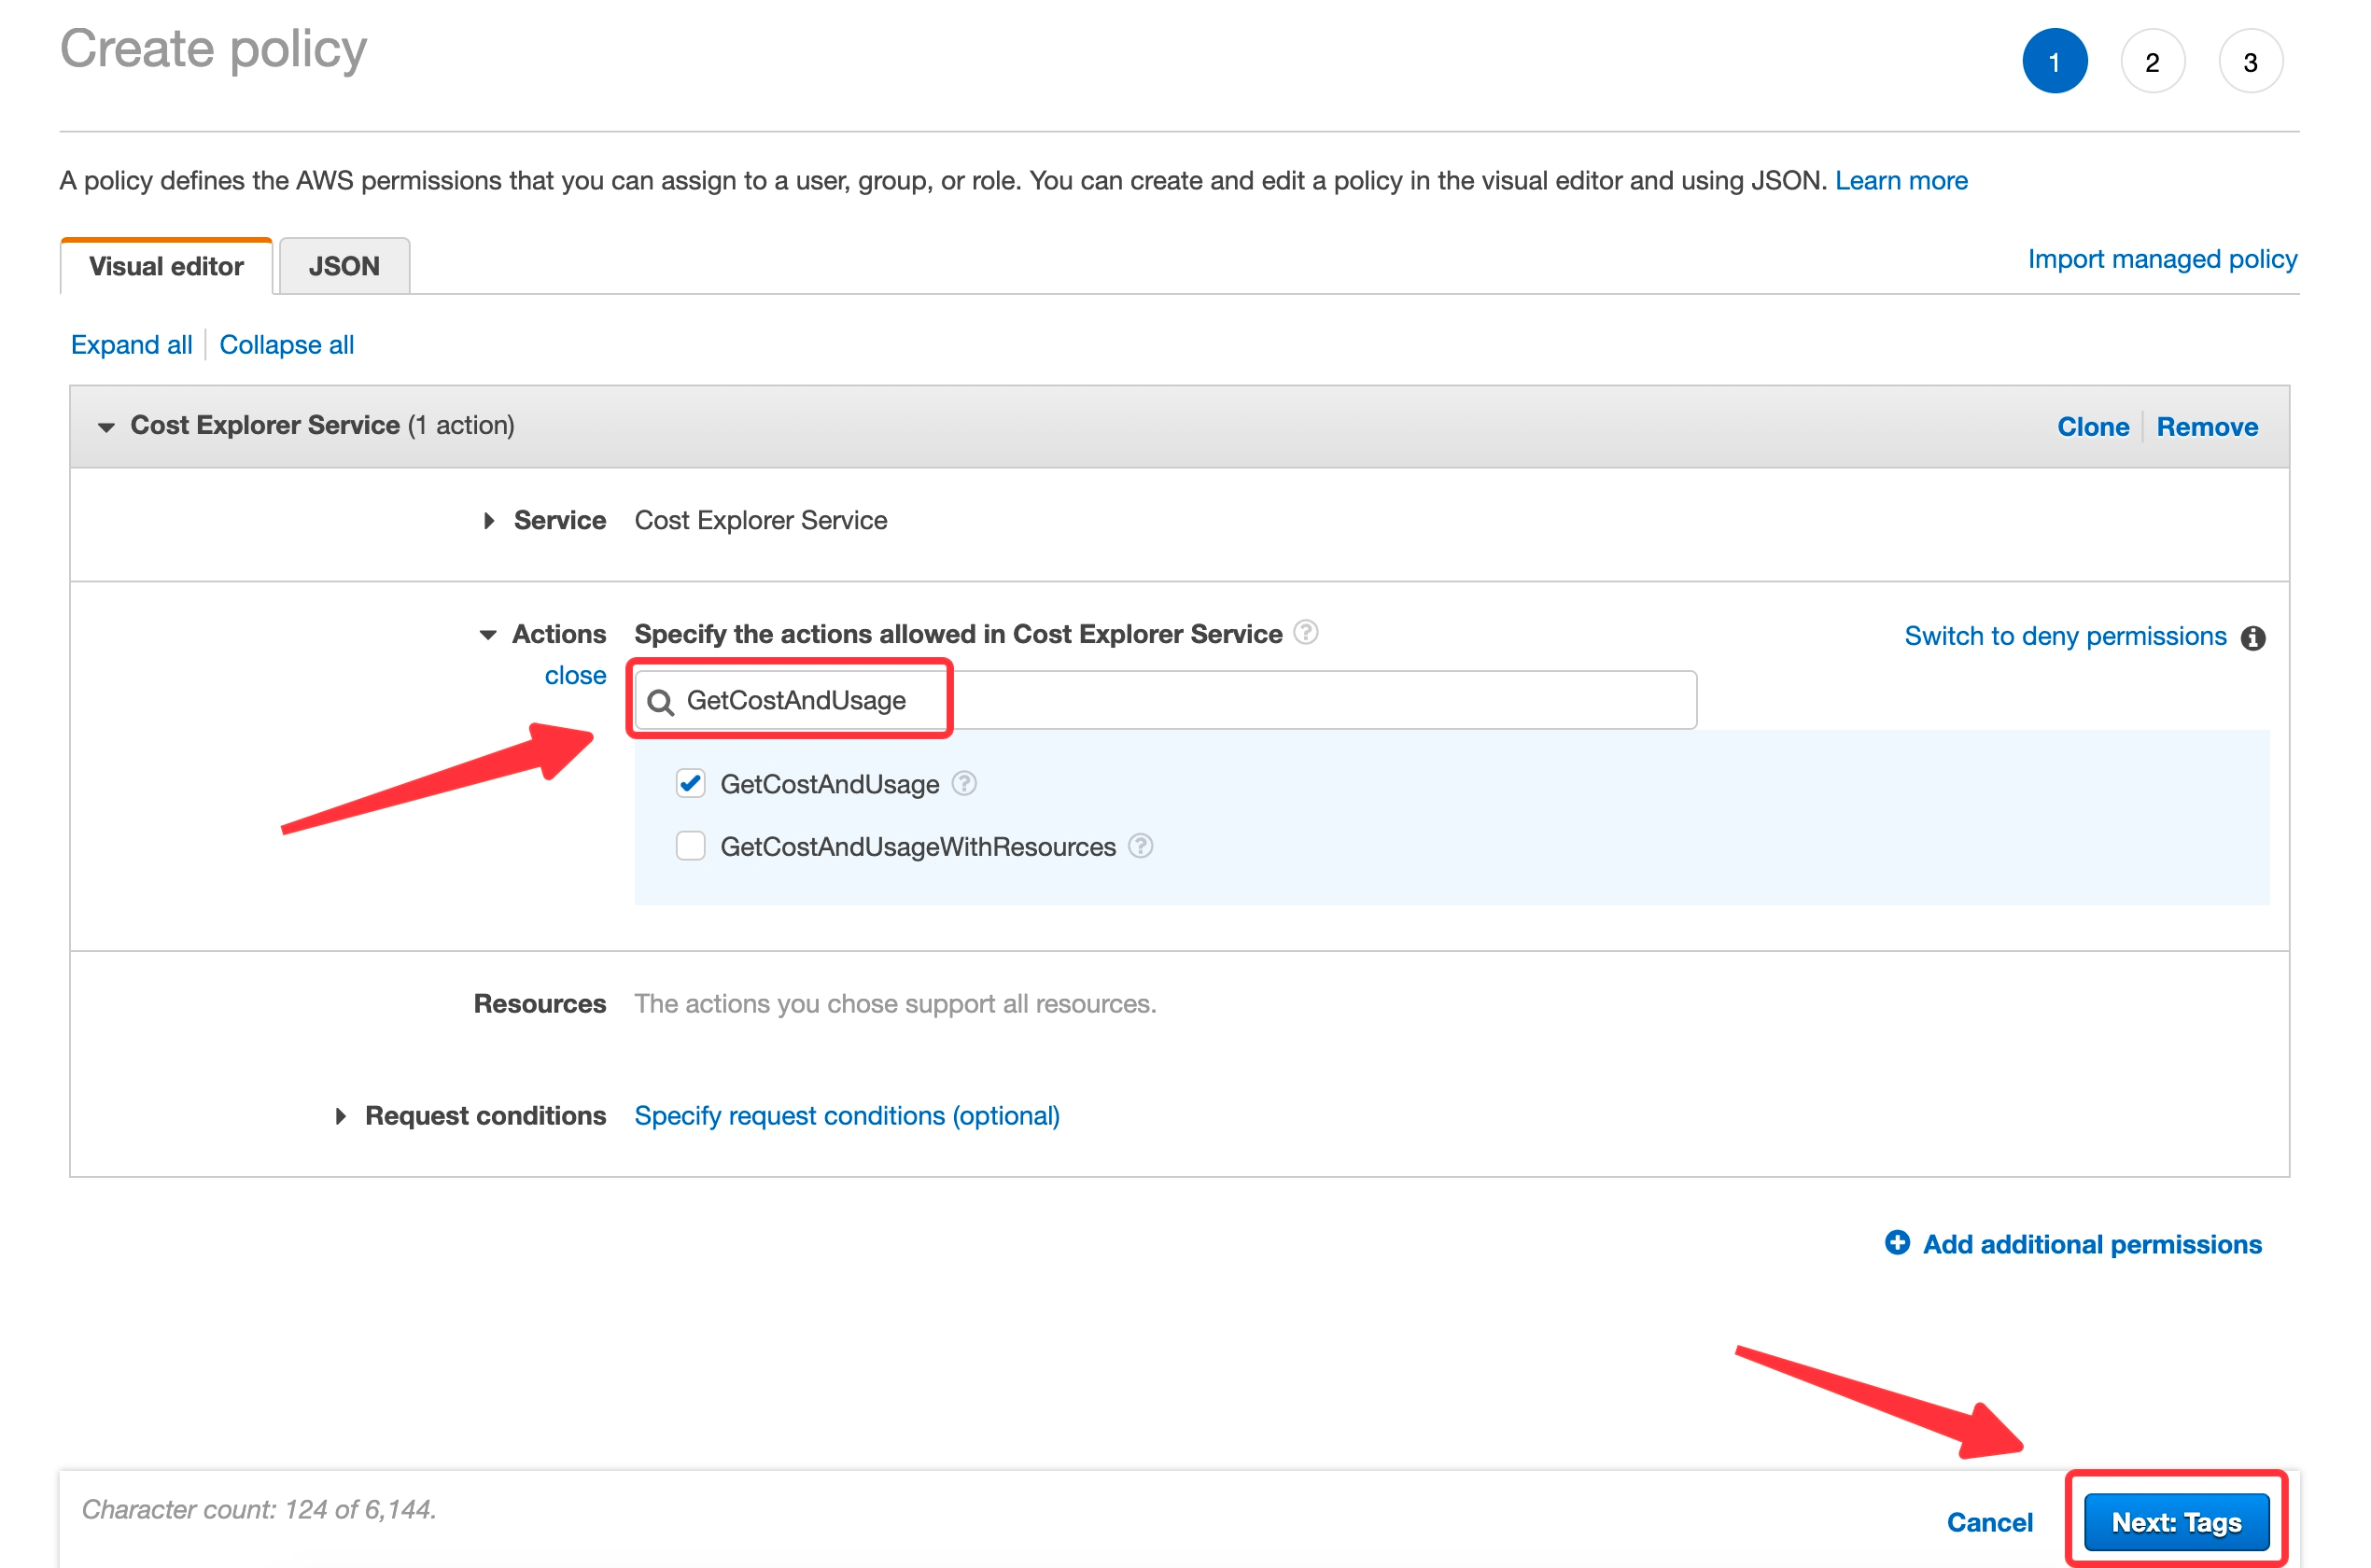 Create policy
1 2 3
A policy defines the AWS permissions that you can assign to a user, group, or role. You can create and edit a policy in the visual editor and using JSON. Learn more
Visual editor JSON
Import managed policy
Expand all Collapse all
Cost Explorer Service (1 action)
Clone Remove
Service Cost Explorer Service
Actions Specify the actions allowed in Cost Explorer Service ?
Switch to deny permissions i
close
GetCostAndUsage
GetCostAndUsage ?
GetCostAndUsageWithResources ?
Resources The actions you chose support all resources.
Request conditions Specify request conditions (optional)
Add additional permissions
Character count: 124 of 6,144.
Cancel Next: Tags